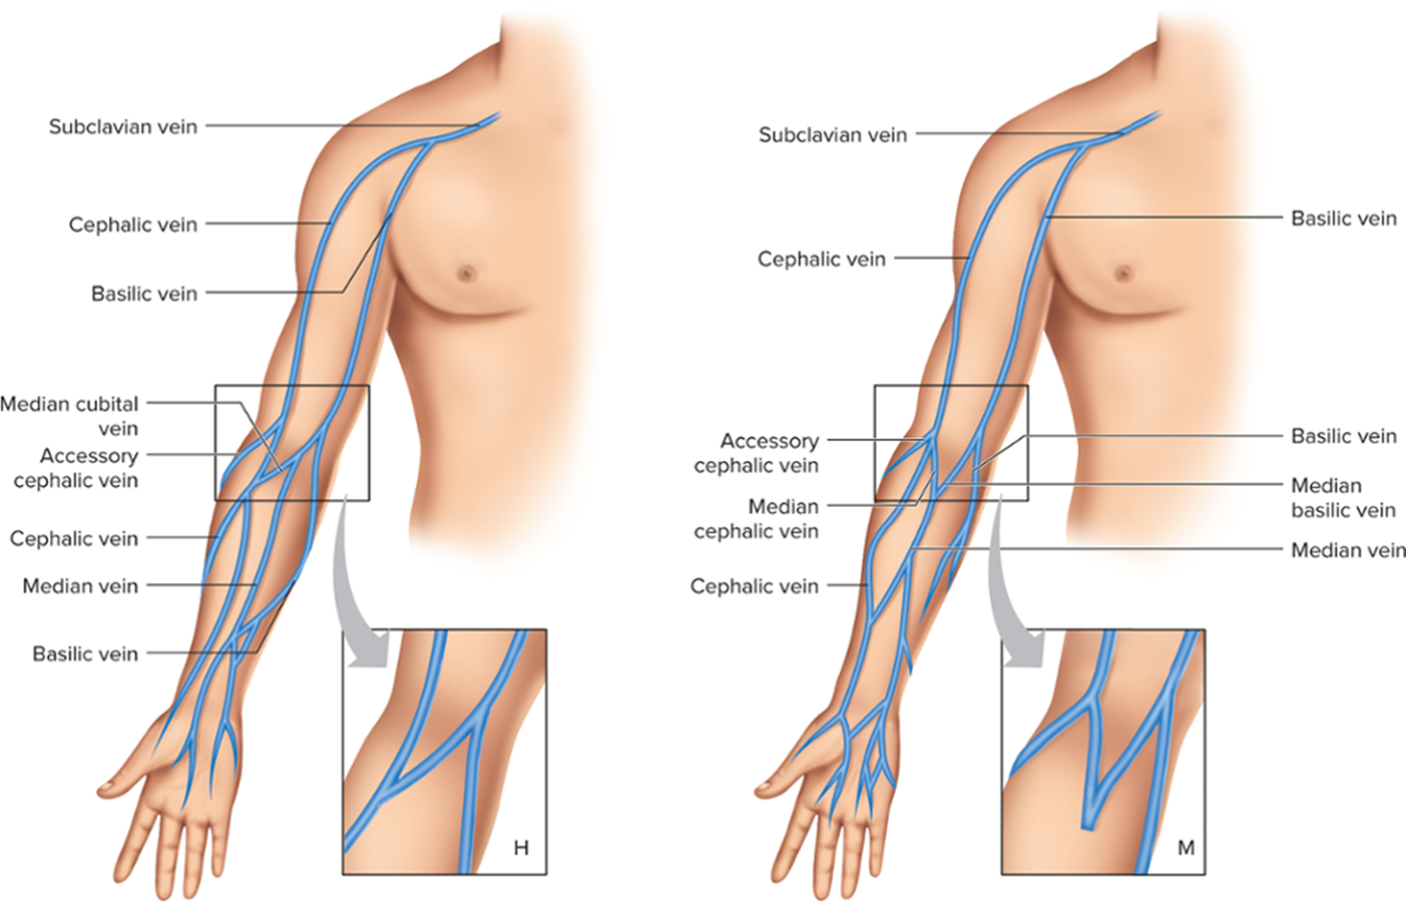 Subclavian vein
Cephalic vein
Basilic vein
Median cubital
vein
Accessory
cephalic vein
Cephalic vein
Median vein
Basilic vein
H
Subclavian vein
Basilic vein
Cephalic vein
Accessory
cephalic vein
Basilic vein
Median
cephalic vein
Median
basilic vein
Median vein
Cephalic vein
M